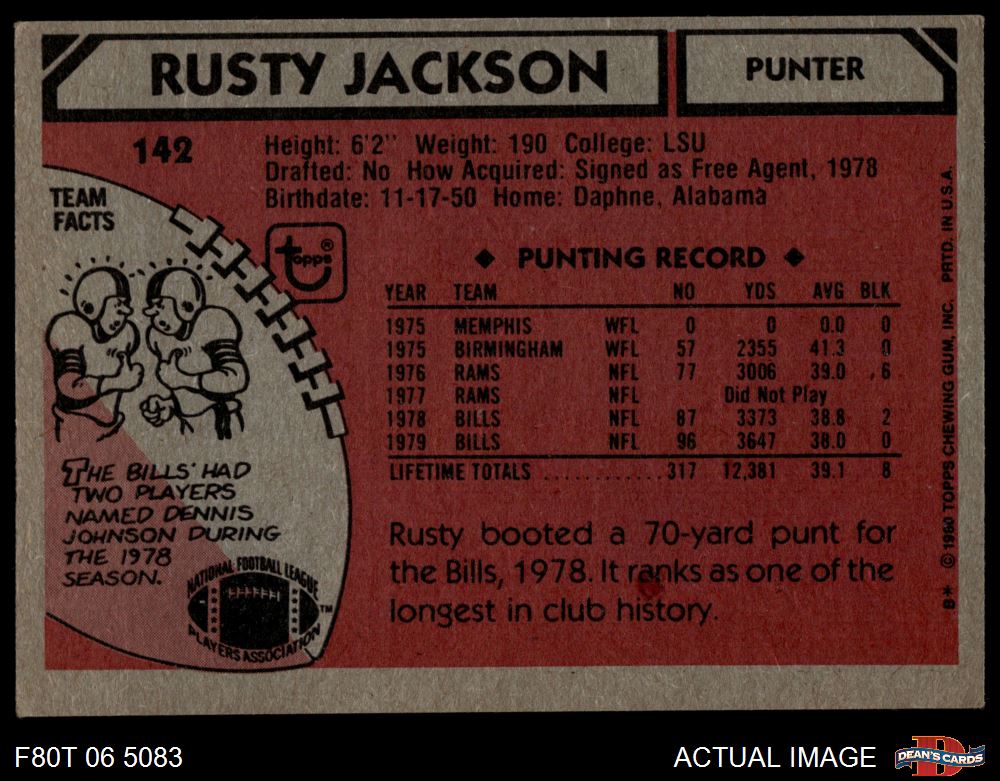 RUSTY JACKSON
PUNTER
142
Height: 6'2" Weight: 190 College: LSU
Drafted: No How Acquired: Signed as Free Agent, 1978
Birthdate: 11-17-50 Home: Daphne, Alabama
TEAM
FACTS
topps®
◆ PUNTING RECORD ◆
YEAR TEAM NO YDS AVG BLK
1975 MEMPHIS WFL 0 0 0.0 0
1975 BIRMINGHAM WFL 57 2355 41.3 0
1976 RAMS NFL 77 3006 39.0 6
1977 RAMS NFL Did Not Play
1978 BILLS NFL 87 3373 38.8 2
1979 BILLS NFL 96 3647 38.0 0
LIFETIME TOTALS ............ 317 12,381 39.1 8
THE BILLS' HAD
TWO PLAYERS
NAMED DENNIS
JOHNSON DURING
THE 1978
SEASON.
NATIONAL FOOTBALL LEAGUE
PLAYERS ASSOCIATION
TM
Rusty booted a 70-yard punt for
the Bills, 1978. It ranks as one of the
longest in club history.
B* © 1980 TOPPS CHEWING GUM, INC. PRTD. IN U.S.A.
F80T 06 5083
ACTUAL IMAGE
D
DEAN'S CARDS